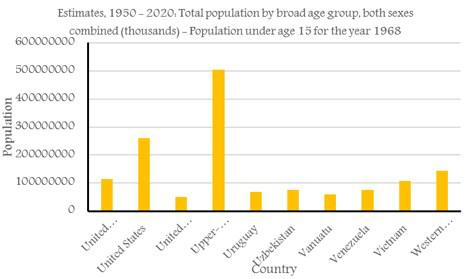 Estimates, 1950 - 2020: Total population by broad age group, both sexes
combined (thousands) - Population under age 15 for the year 1968
Population
600000000
500000000
400000000
300000000
200000000
100000000
0
United…
United States
United…
Upper-…
Uruguay
Uzbekistan
Vanuatu
Venezuela
Vietnam
Western…
Country